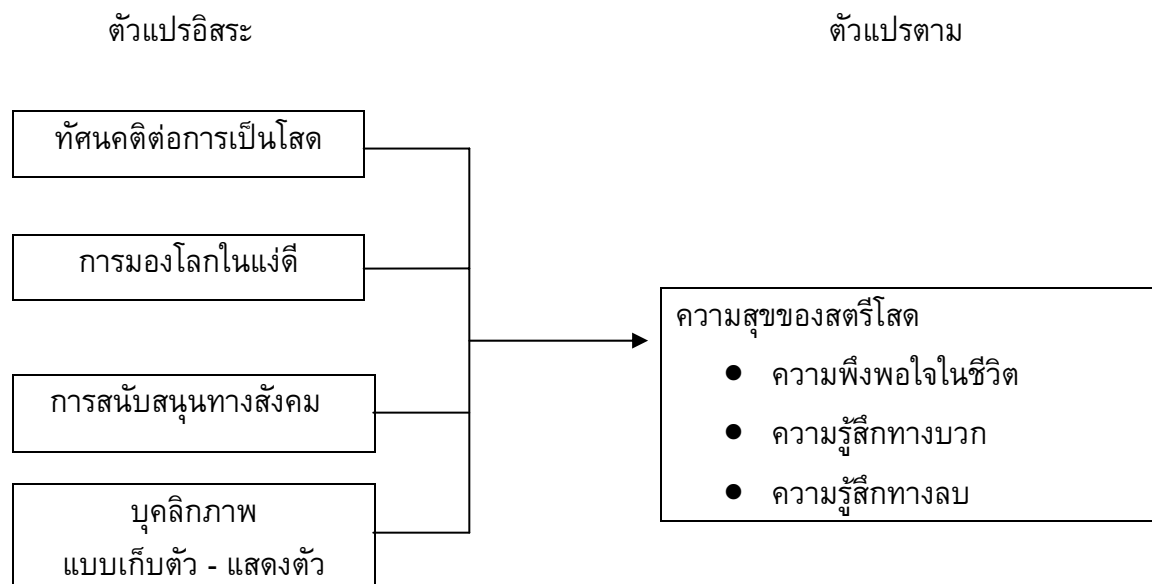 ตัวแปรอิสระ
ตัวแปรตาม
ทัศนคติต่อการเป็นโสด
การมองโลกในแง่ดี
การสนับสนุนทางสังคม
บุคลิกภาพ
แบบเก็บตัว - แสดงตัว
ความสุขของสตรีโสด
● ความพึงพอใจในชีวิต
● ความรู้สึกทางบวก
● ความรู้สึกทางลบ